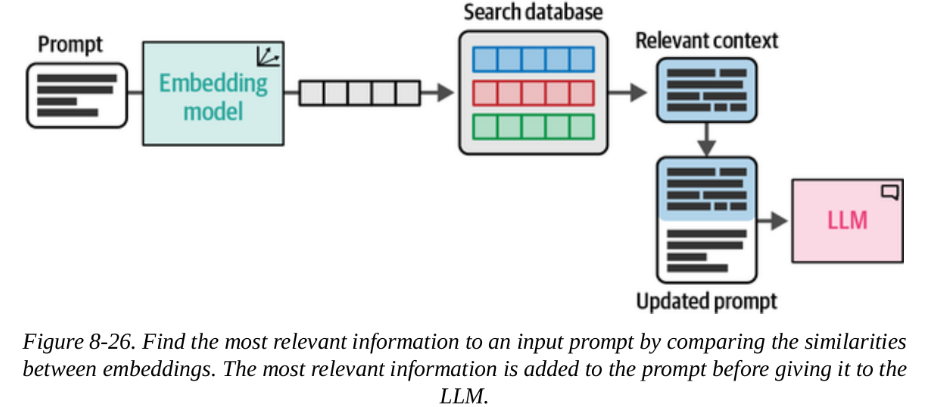 Search database
Prompt
Relevant context
Embedding
model
LLM
Updated prompt
Figure 8-26. Find the most relevant information to an input prompt by comparing the similarities
between embeddings. The most relevant information is added to the prompt before giving it to the
LLM.